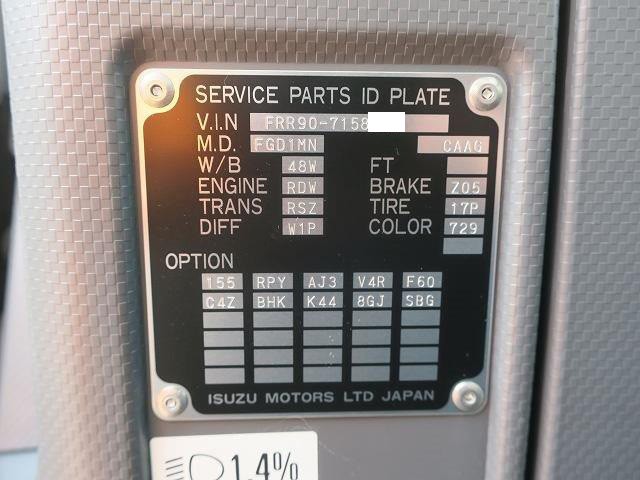 SERVICE PARTS ID PLATE
V.I.N FRR90-7158
M.D. FGD1MN CAAG
W/B 48W FT
ENGINE RDW BRAKE Z05
TRANS RSZ TIRE 17P
DIFF W1P COLOR 729
OPTION
155 RPY AJ3 V4R F60
C4Z BHK K44 8GJ SBG
ISUZU MOTORS LTD JAPAN
1.4%